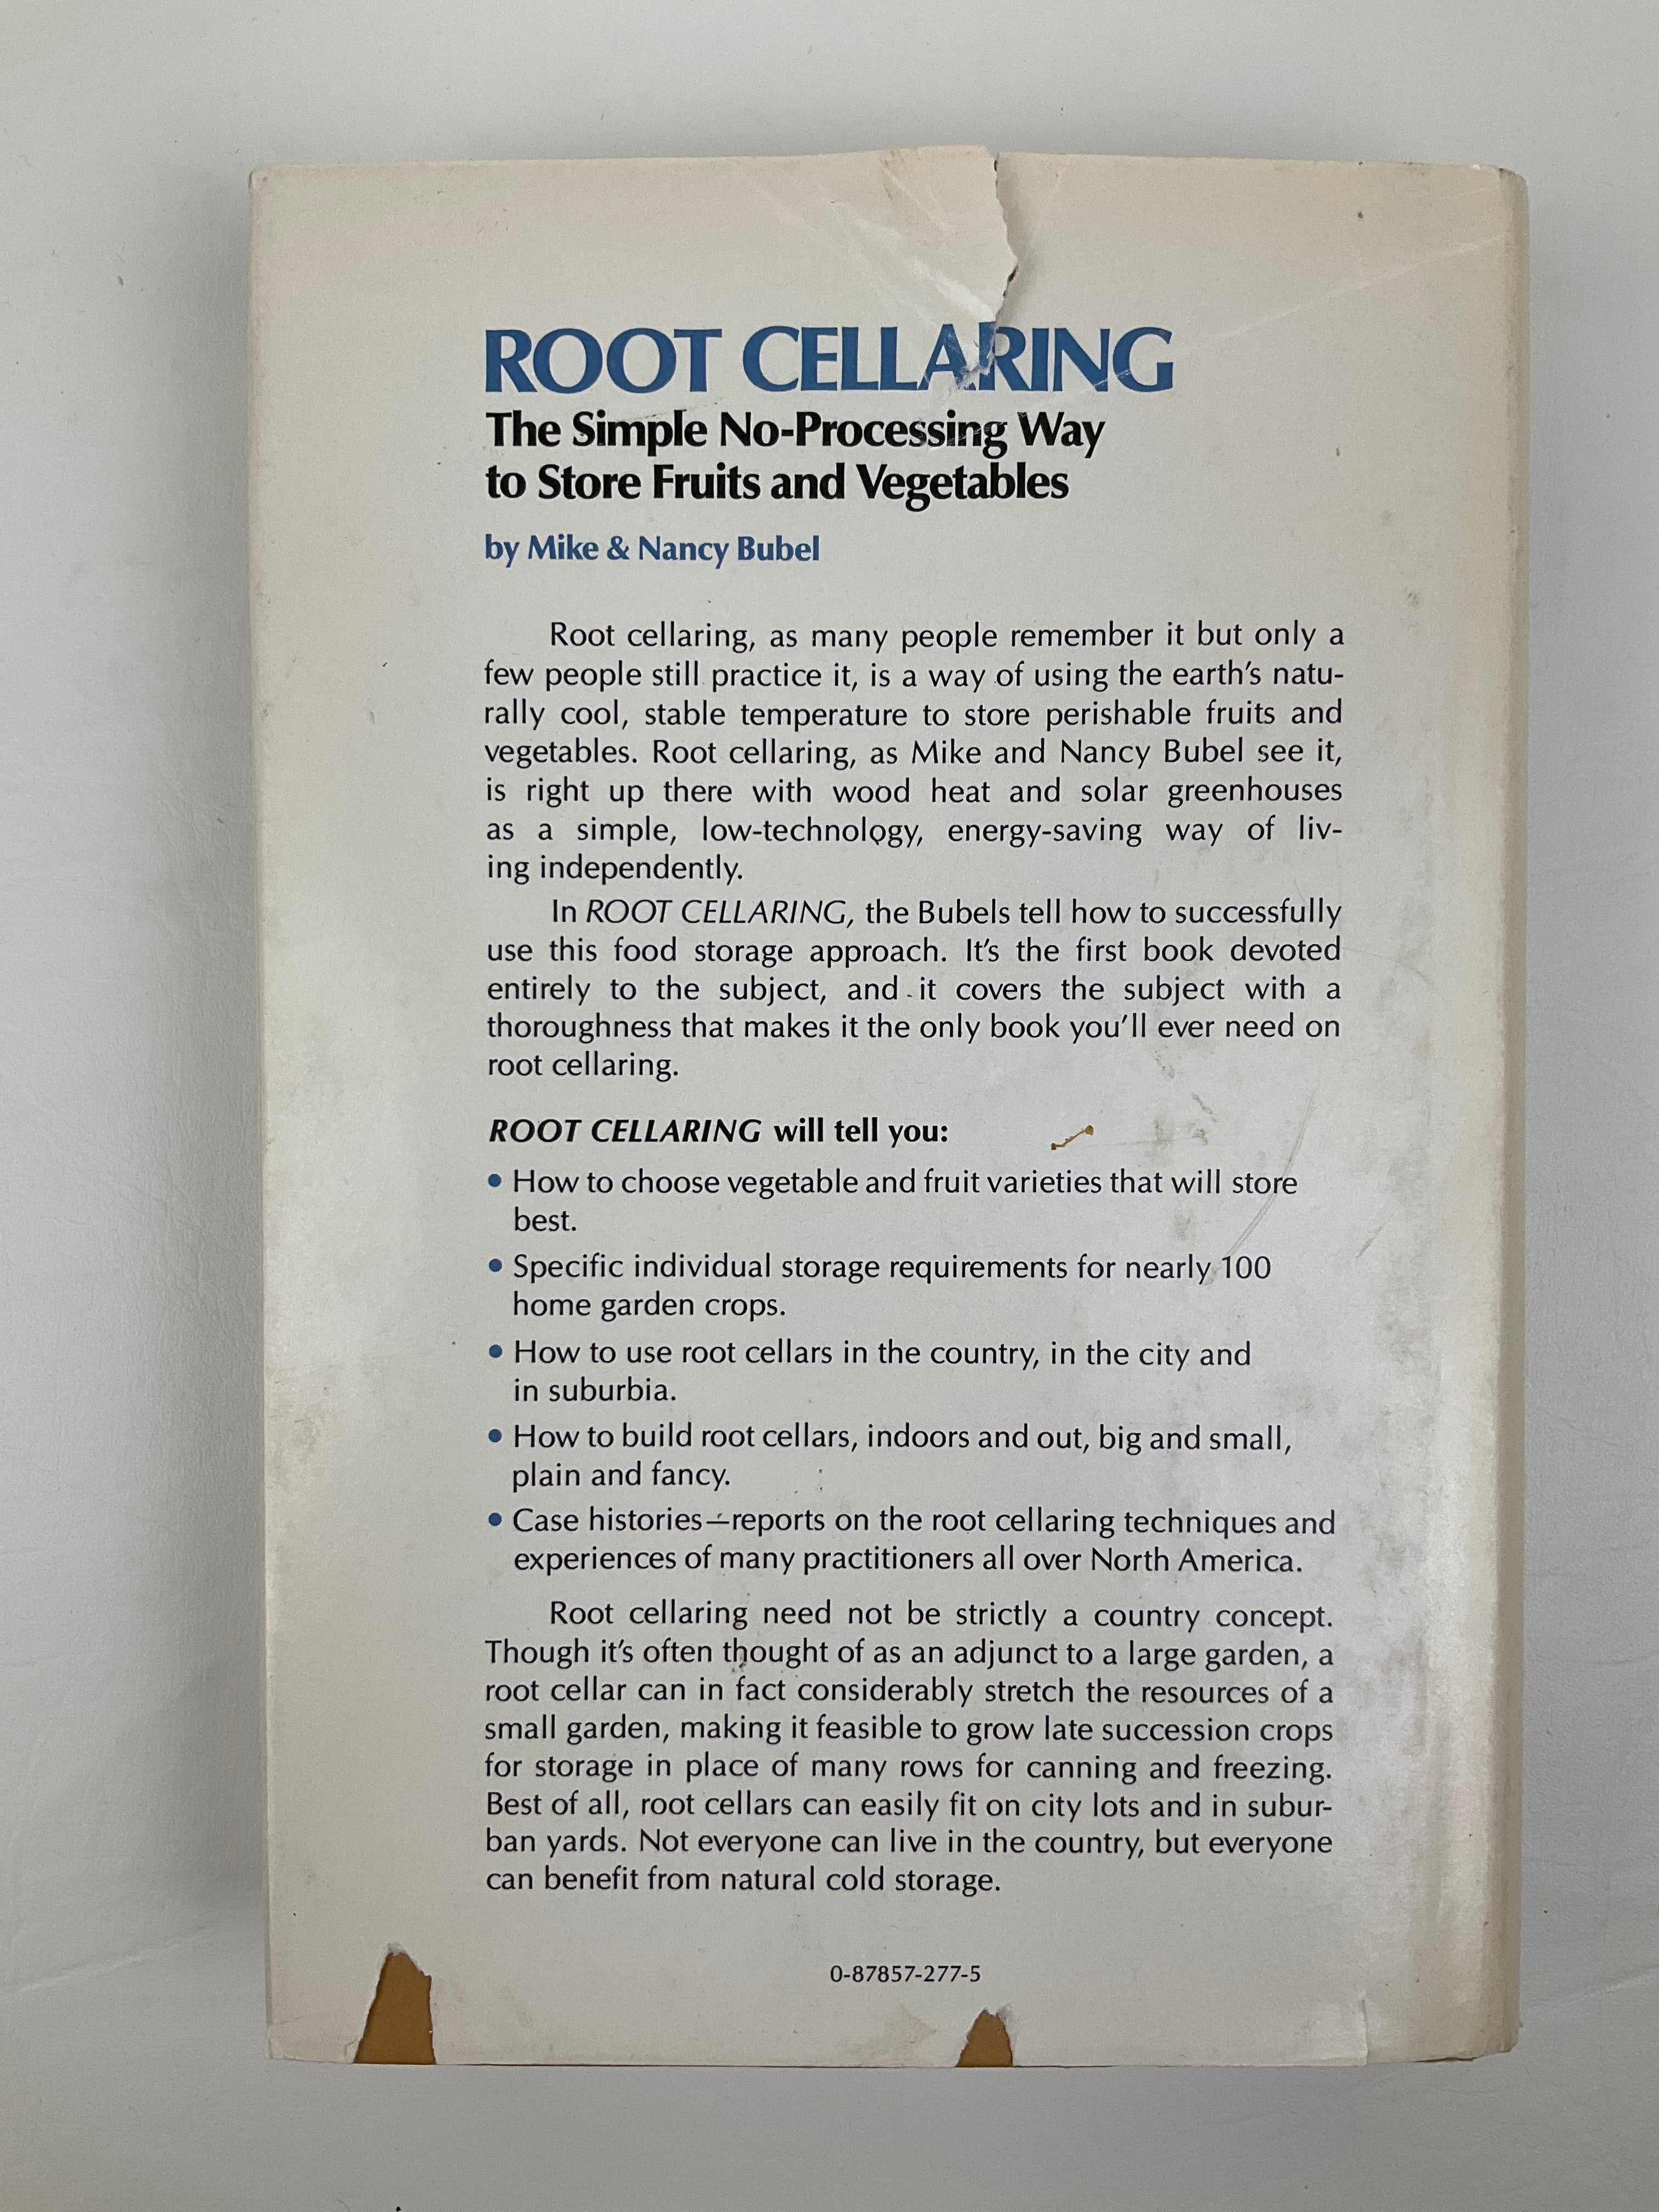 ROOT CELLARING
The Simple No-Processing Way
to Store Fruits and Vegetables
by Mike & Nancy Bubel
Root cellaring, as many people remember it but only a
few people still practice it, is a way of using the earth's natu-
rally cool, stable temperature to store perishable fruits and
vegetables. Root cellaring, as Mike and Nancy Bubel see it,
is right up there with wood heat and solar greenhouses
as a simple, low-technology, energy-saving way of liv-
ing independently.
In ROOT CELLARING, the Bubels tell how to successfully
use this food storage approach. It's the first book devoted
entirely to the subject, and it covers the subject with a
thoroughness that makes it the only book you'll ever need on
root cellaring.
ROOT CELLARING will tell you:
• How to choose vegetable and fruit varieties that will store
best.
• Specific individual storage requirements for nearly 100
home garden crops.
• How to use root cellars in the country, in the city and
in suburbia.
• How to build root cellars, indoors and out, big and small,
plain and fancy.
• Case histories—reports on the root cellaring techniques and
experiences of many practitioners all over North America.
Root cellaring need not be strictly a country concept.
Though it's often thought of as an adjunct to a large garden, a
root cellar can in fact considerably stretch the resources of a
small garden, making it feasible to grow late succession crops
for storage in place of many rows for canning and freezing.
Best of all, root cellars can easily fit on city lots and in subur-
ban yards. Not everyone can live in the country, but everyone
can benefit from natural cold storage.
0-87857-277-5